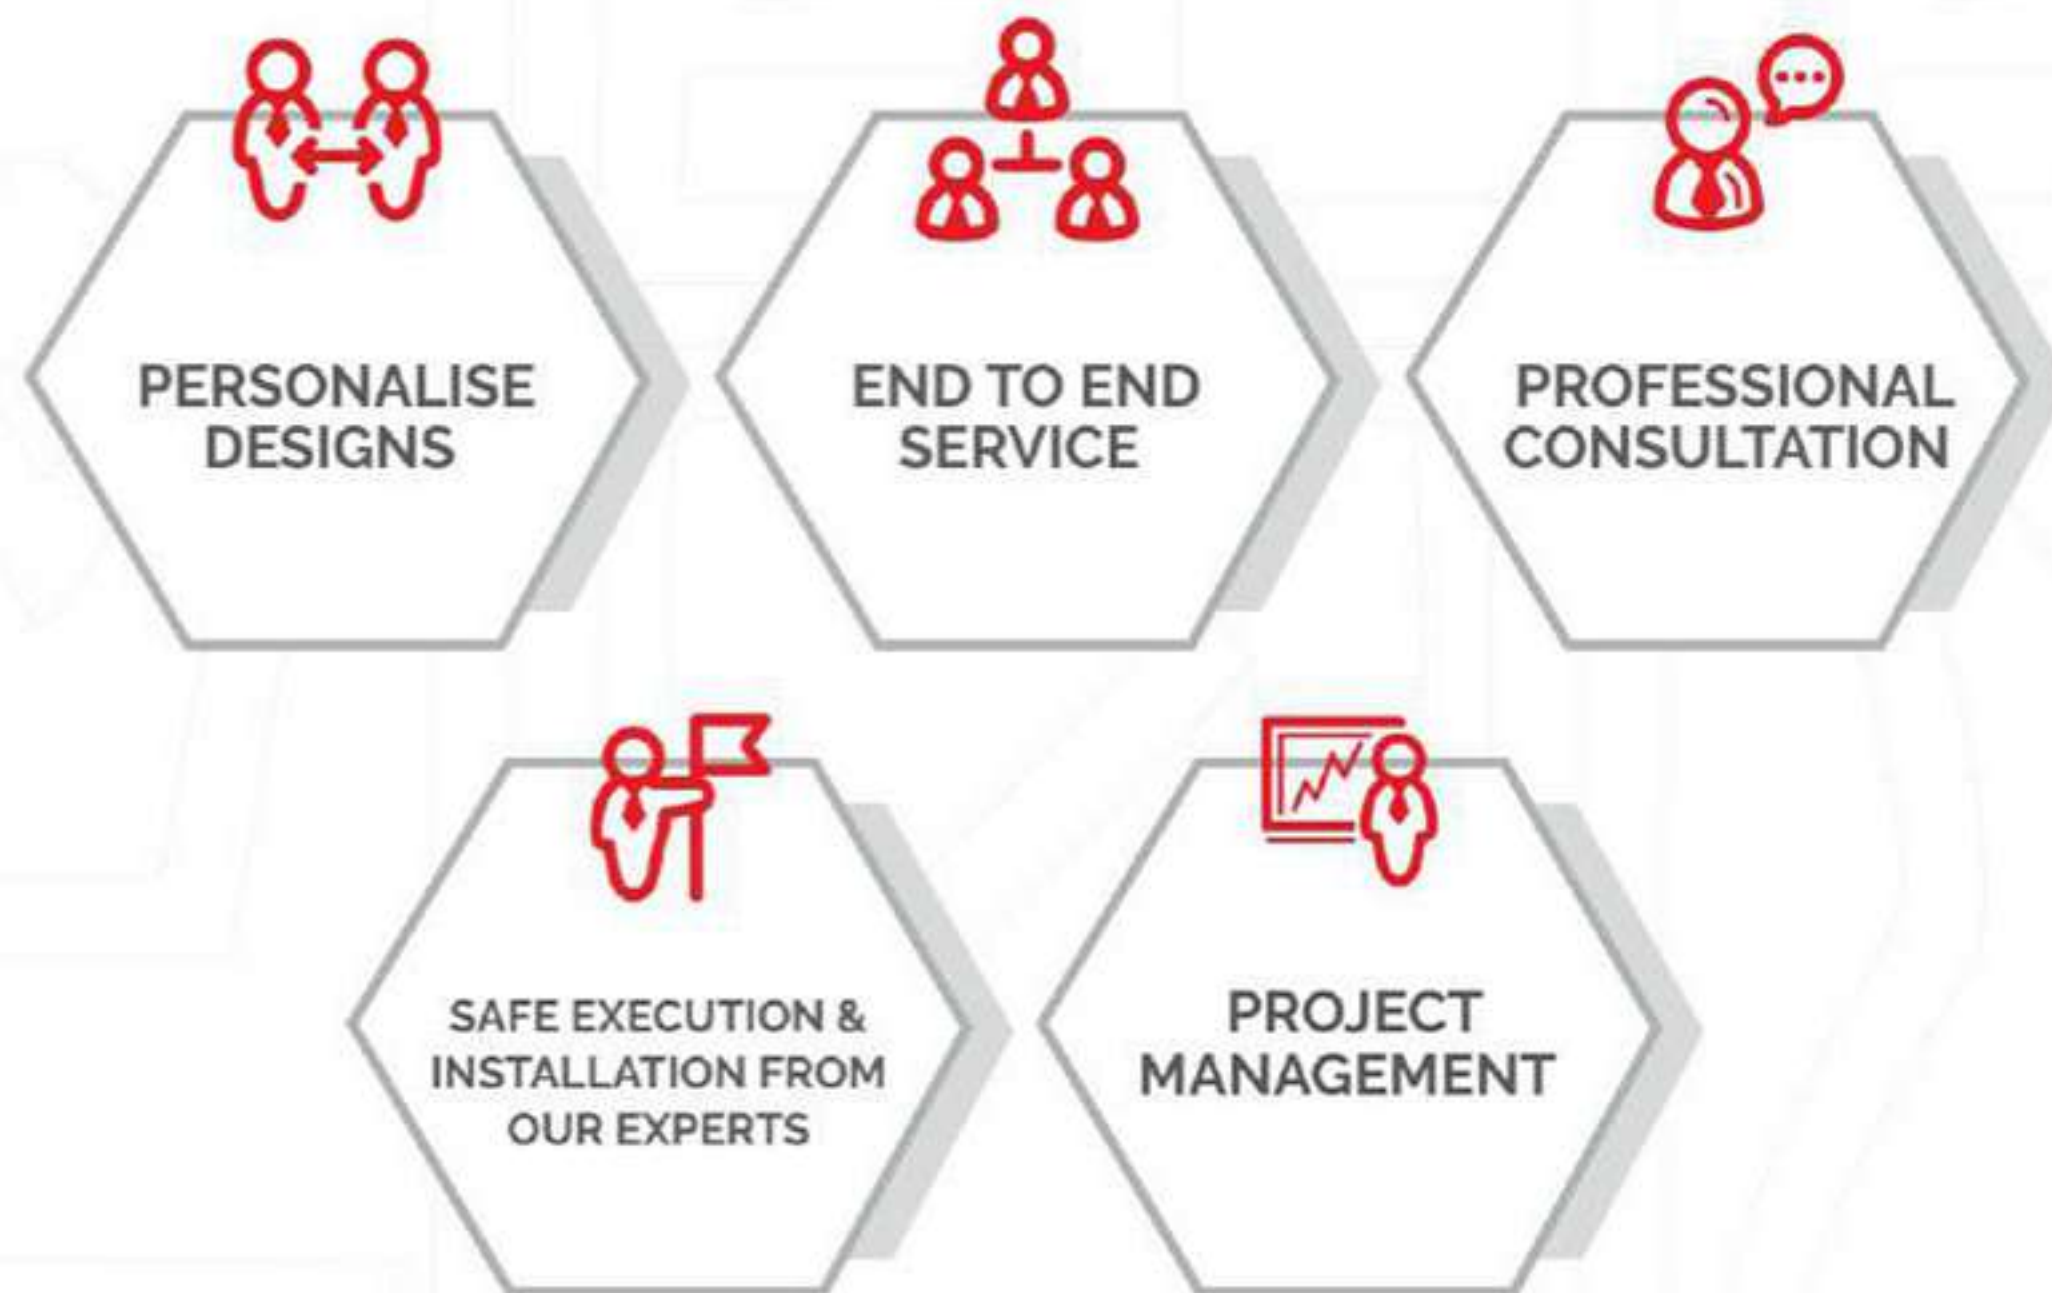 PERSONALISE
DESIGNS
END TO END
SERVICE
PROFESSIONAL
CONSULTATION
SAFE EXECUTION &
INSTALLATION FROM
OUR EXPERTS
PROJECT
MANAGEMENT